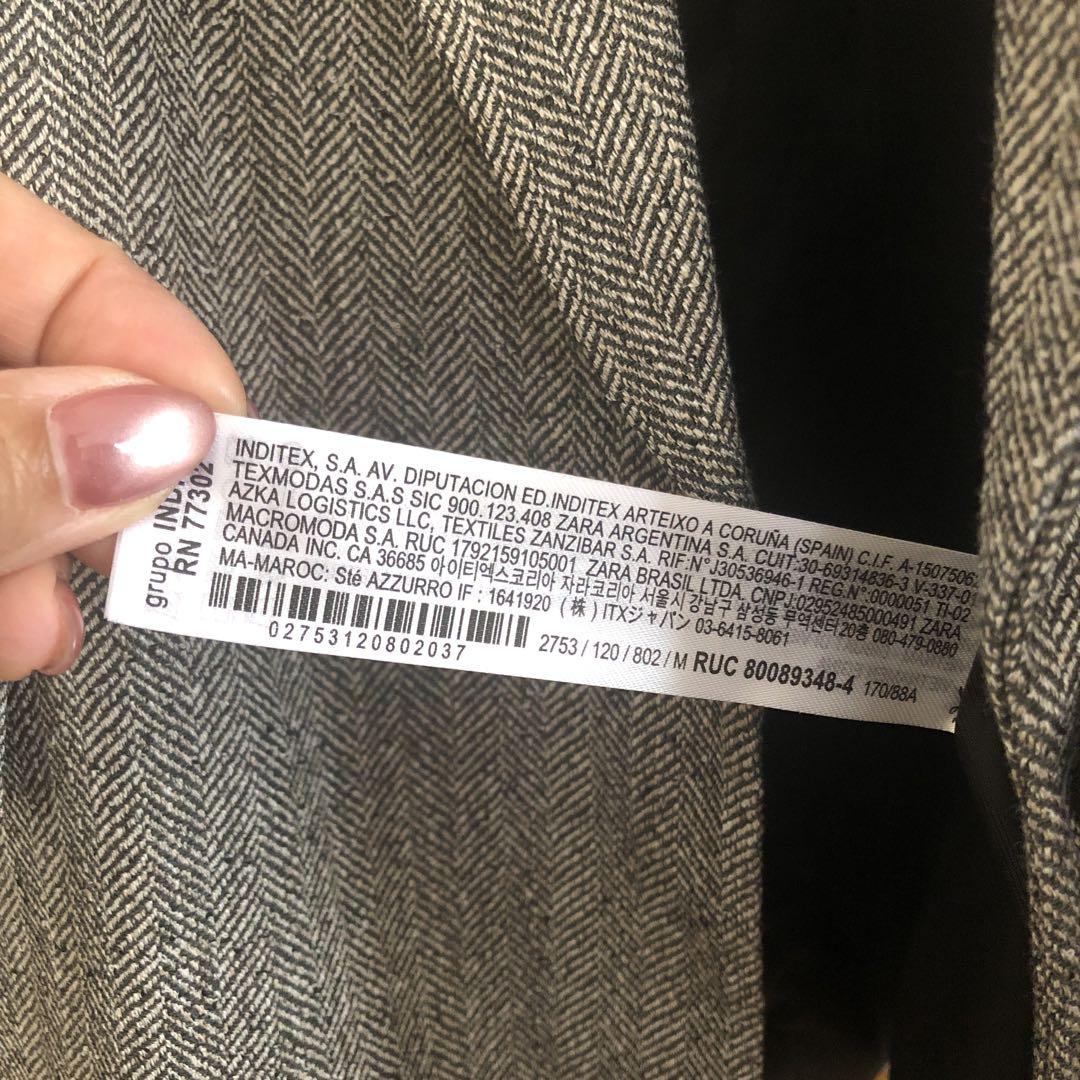 grupo
RN 77302
INDITEX, S.A. AV. DIPUTACION ED.INDITEX ARTEIXO A CORUÑA (SPAIN) C.I.F. A-1507506
TEXMODAS S.A.S SIC 900.123.408 ZARA ARGENTINA S.A. CUIT:30-69314836-3 V-337-01
AZKA LOGISTICS LLC, TEXTILES ZANZIBAR S.A. RIF:N°J30536946-1 REG.N°:0000051 TI-02
MACROMODA S.A. RUC 1792159105001 ZARA BRASIL LTDA, CNPJ:02952485000491 ZARA
CANADA INC. CA 36685 아이티엑스코리아 자라코리아 서울시 강남구 삼성동 무역센터 20층 080-479-0880
MA-MAROC: Sté AZZURRO IF : 1641920 (株) ITXジャパン 03-6415-8061
02753120802037 2753 / 120 / 802 / M RUC 80089348-4 170/88A